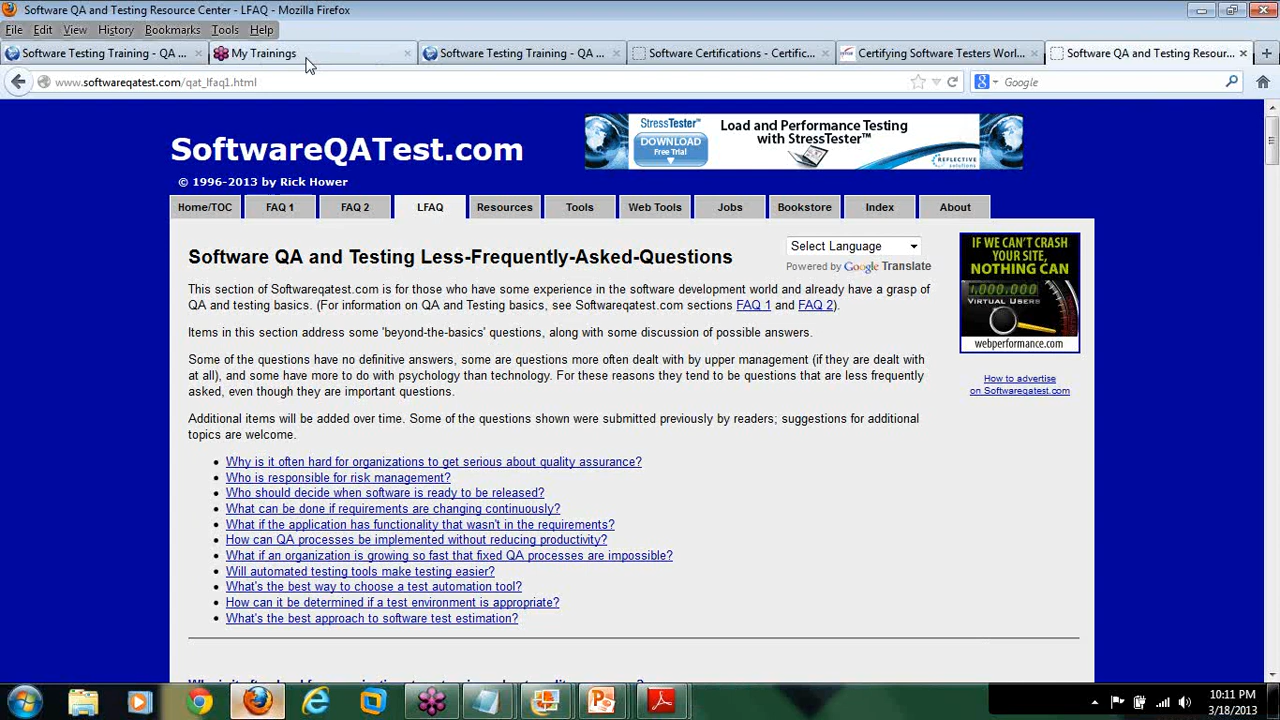 Software QA and Testing Resource Center - LFAQ - Mozilla Firefox
File Edit View History Bookmarks Tools Help
Software Testing Training - QA ... My Trainings Software Testing Training - QA ... Software Certifications - Certific... Certifying Software Testers Worl... Software QA and Testing Resour...
www.softwareqatest.com/qat_lfaq1.html Google
SoftwareQATest.com
© 1996-2013 by Rick Hower
StressTester™
DOWNLOAD
Free Trial
Load and Performance Testing
with StressTester™
REFLECTIVE
solutions
Home/TOC FAQ 1 FAQ 2 LFAQ Resources Tools Web Tools Jobs Bookstore Index About
Software QA and Testing Less-Frequently-Asked-Questions
Select Language
Powered by Google Translate
This section of Softwareqatest.com is for those who have some experience in the software development world and already have a grasp of
QA and testing basics. (For information on QA and Testing basics, see Softwareqatest.com sections FAQ 1 and FAQ 2).
Items in this section address some 'beyond-the-basics' questions, along with some discussion of possible answers.
Some of the questions have no definitive answers, some are questions more often dealt with by upper management (if they are dealt with
at all), and some have more to do with psychology than technology. For these reasons they tend to be questions that are less frequently
asked, even though they are important questions.
Additional items will be added over time. Some of the questions shown were submitted previously by readers; suggestions for additional
topics are welcome.
IF WE CAN'T CRASH
YOUR SITE,
NOTHING CAN
1,000,000
VIRTUAL USERS
webperformance.com
How to advertise
on Softwareqatest.com
• Why is it often hard for organizations to get serious about quality assurance?
• Who is responsible for risk management?
• Who should decide when software is ready to be released?
• What can be done if requirements are changing continuously?
• What if the application has functionality that wasn't in the requirements?
• How can QA processes be implemented without reducing productivity?
• What if an organization is growing so fast that fixed QA processes are impossible?
• Will automated testing tools make testing easier?
• What's the best way to choose a test automation tool?
• How can it be determined if a test environment is appropriate?
• What's the best approach to software test estimation?
10:11 PM
3/18/2013